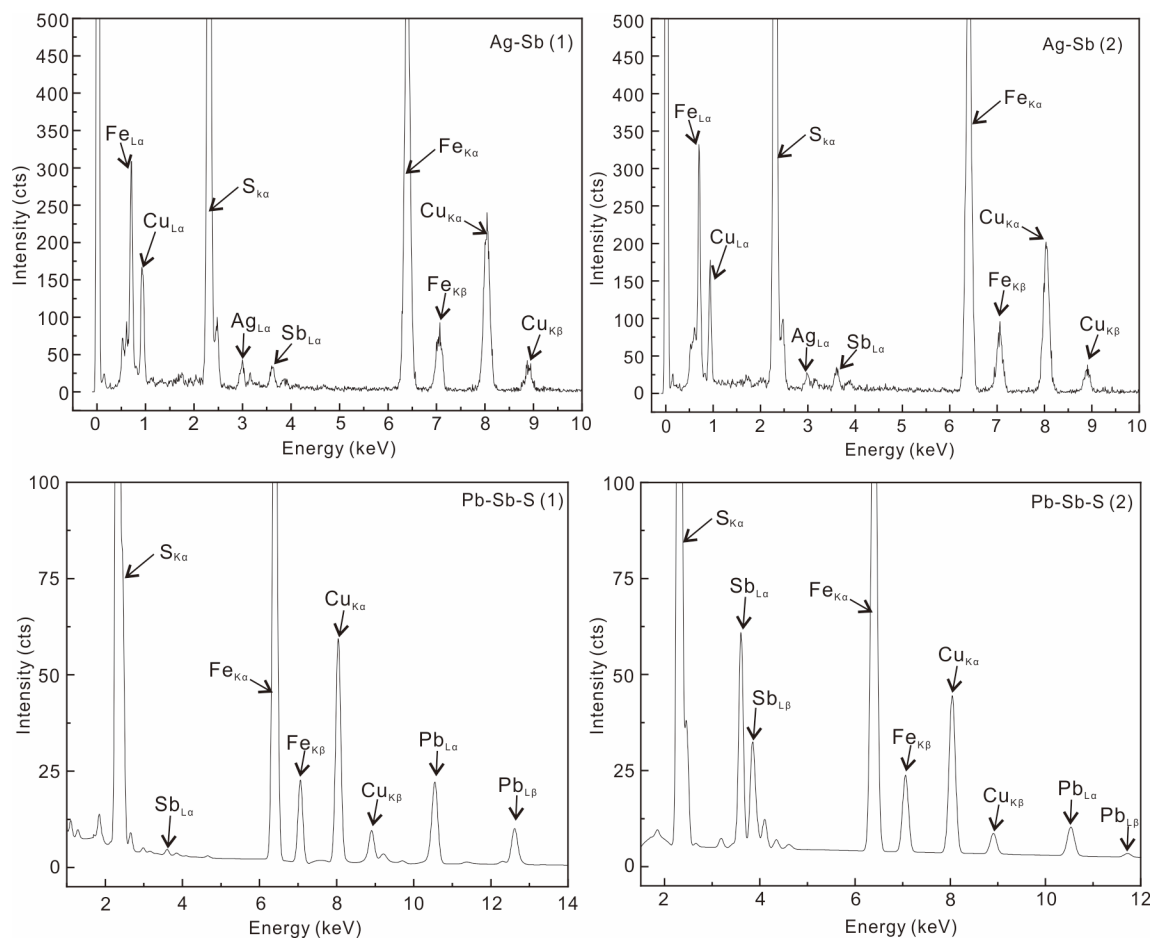 Ag-Sb (1)
500
450
400
350
300
250
200
150
100
50
0
Intensity (cts)
FeLα
CuLα
Skα
AgLα
SbLα
FeKα
CuKα
FeKβ
CuKβ
0 1 2 3 4 5 6 7 8 9 10
Energy (keV)
Ag-Sb (2)
500
450
400
350
300
250
200
150
100
50
0
Intensity (cts)
FeLα
CuLα
Skα
AgLα
SbLα
FeKα
CuKα
FeKβ
CuKβ
0 1 2 3 4 5 6 7 8 9 10
Energy (keV)
Pb-Sb-S (1)
100
75
50
25
0
Intensity (cts)
SKα
SbLα
FeKα
FeKβ
CuKα
CuKβ
PbLα
PbLβ
2 4 6 8 10 12 14
Energy (keV)
Pb-Sb-S (2)
100
75
50
25
0
Intensity (cts)
SKα
SbLα
SbLβ
FeKα
FeKβ
CuKα
CuKβ
PbLα
PbLβ
2 4 6 8 10 12
Energy (keV)